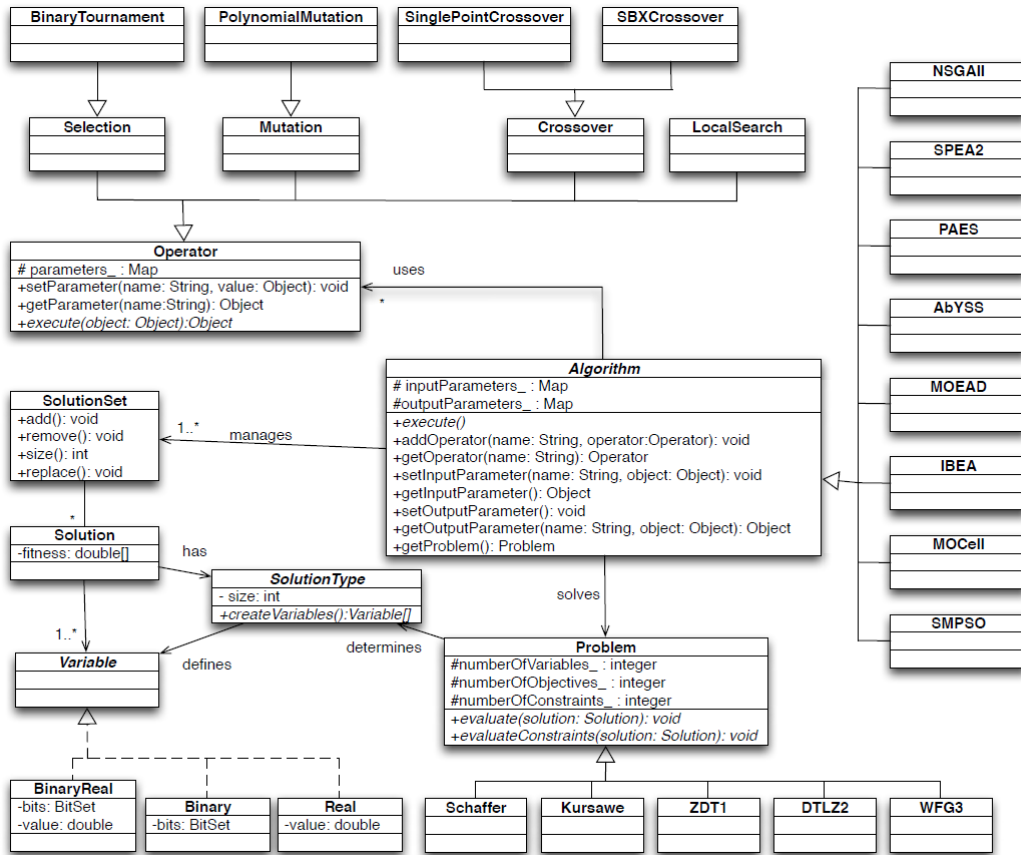 BinaryTournament
PolynomialMutation
SinglePointCrossover
SBXCrossover
Selection
Mutation
Crossover
LocalSearch
Operator
# parameters_ : Map
+setParameter(name: String, value: Object): void
+getParameter(name:String): Object
+execute(object: Object):Object
uses
*
Algorithm
# inputParameters_ : Map
#outputParameters_ : Map
+execute()
+addOperator(name: String, operator:Operator): void
+getOperator(name: String): Operator
+setInputParameter(name: String, object: Object): void
+getInputParameter(): Object
+setOutputParameter(): void
+getOutputParameter(name: String, object: Object): Object
+getProblem(): Problem
SolutionSet
+add(): void
+remove(): void
+size(): int
+replace(): void
1..*
manages
*
Solution
-fitness: double[]
has
SolutionType
- size: int
+createVariables():Variable[]
solves
1..*
defines
determines
Variable
Problem
#numberOfVariables_ : integer
#numberOfObjectives_ : integer
#numberOfConstraints_ : integer
+evaluate(solution: Solution): void
+evaluateConstraints(solution: Solution): void
BinaryReal
-bits: BitSet
-value: double
Binary
-bits: BitSet
Real
-value: double
Schaffer
Kursawe
ZDT1
DTLZ2
WFG3
NSGAII
SPEA2
PAES
AbYSS
MOEAD
IBEA
MOCell
SMPSO